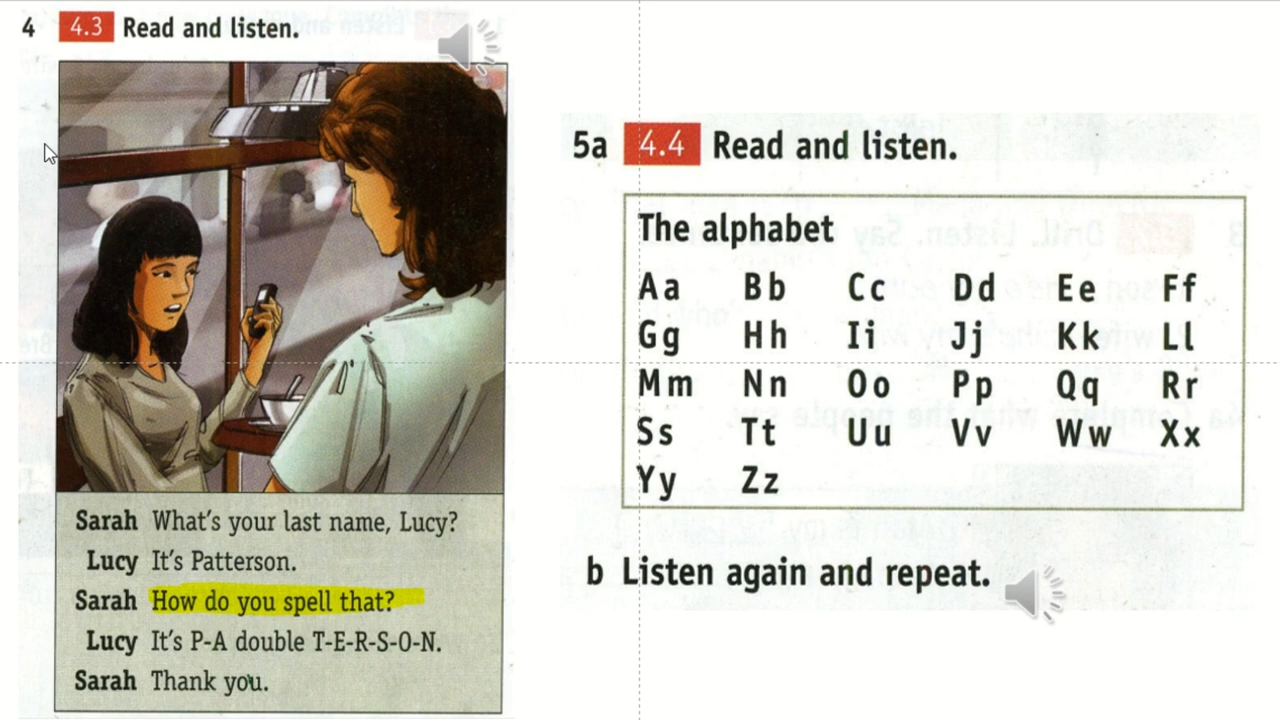 4 4.3 Read and listen.
Sarah What's your last name, Lucy?
Lucy It's Patterson.
Sarah How do you spell that?
Lucy It's P-A double T-E-R-S-O-N.
Sarah Thank you.
5a 4.4 Read and listen.
The alphabet
Aa Bb Cc Dd Ee Ff
Gg Hh Ii Jj Kk Ll
Mm Nn Oo Pp Qq Rr
Ss Tt Uu Vv Ww Xx
Yy Zz
b Listen again and repeat.